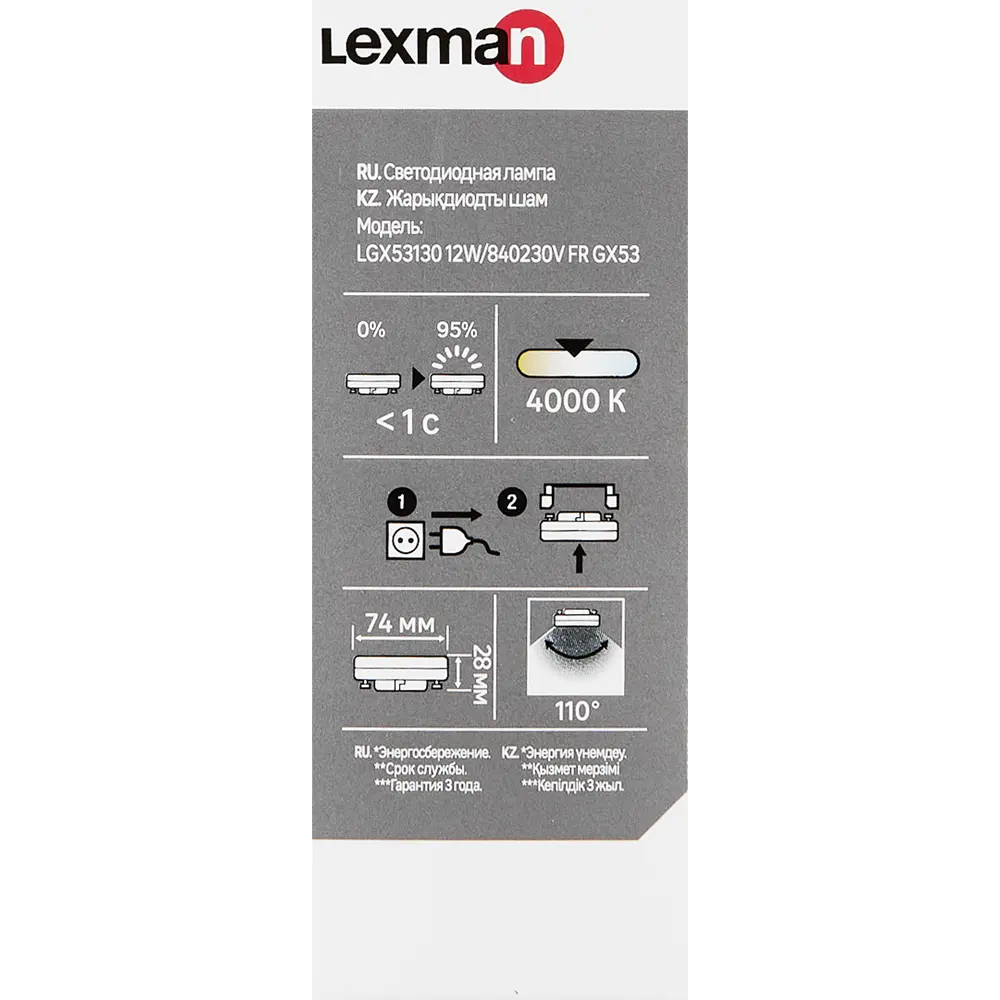 Lexman
RU. Светодиодная лампа
KZ. Жарықдиодты шам
Модель:
LGX53130 12W/840230V FR GX53
0% 95%
< 1 с
4000 K
1 2
74 мм
28 мм
110°
RU. *Энергосбережение.
**Срок службы.
***Гарантия 3 года.
KZ. *Энергия үнемдеу.
**Қызмет мерзімі
***Кепілдік 3 жыл.